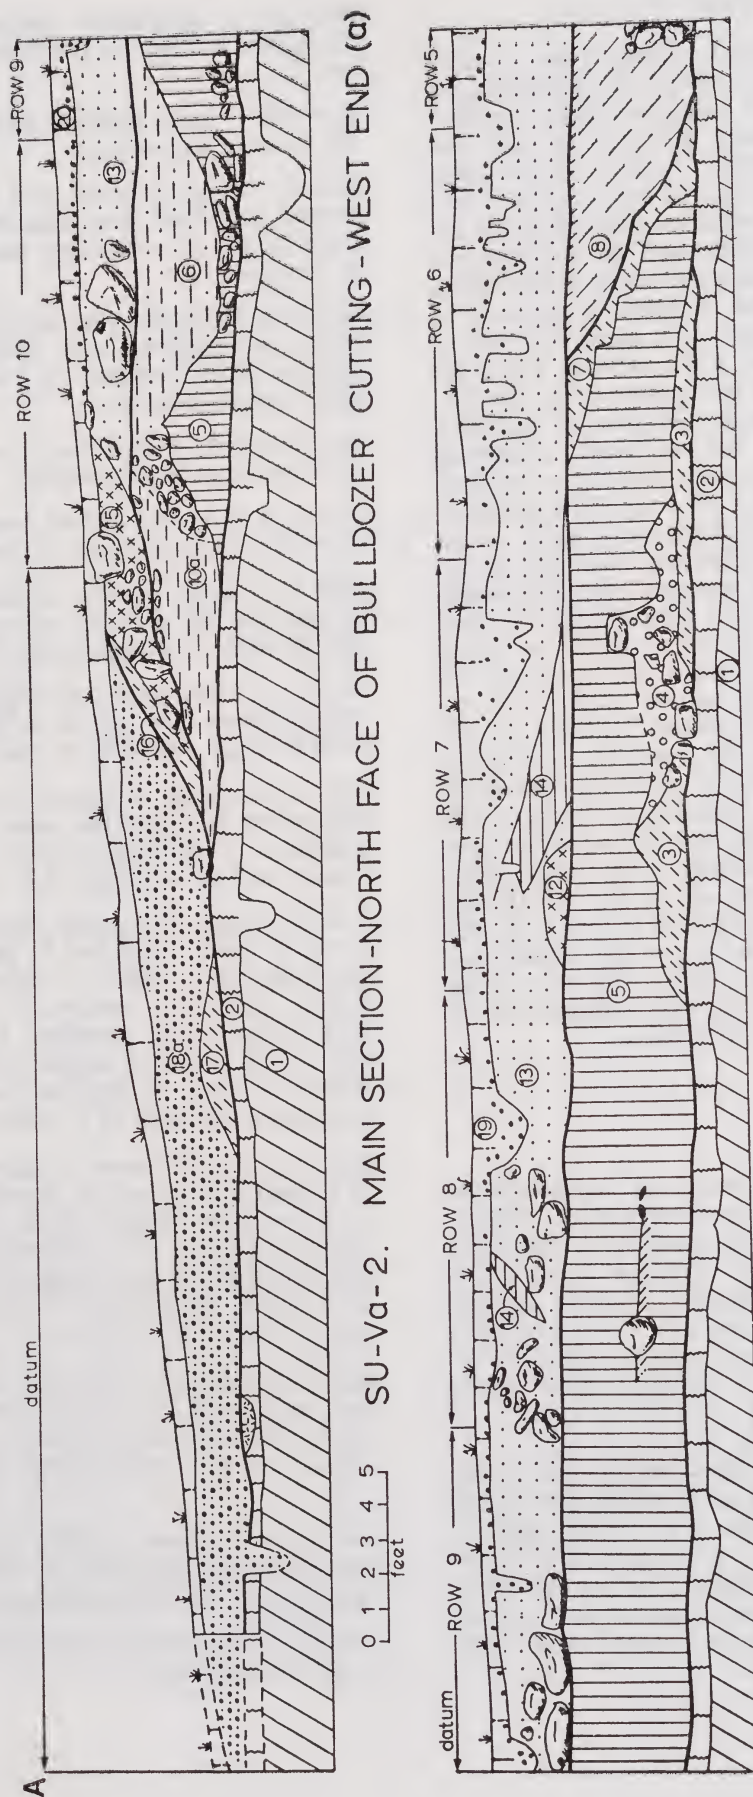 A
datum
ROW 10
ROW 9
20
13
15
6
16
5
10a
18a
17
2
1
0 1 2 3 4 5
feet
SU-Va-2. MAIN SECTION-NORTH FACE OF BULLDOZER CUTTING-WEST END (a)
datum
ROW 9
ROW 8
ROW 7
ROW 6
ROW 5
19
14
13
14
12
7
8
5
3
4
3
2
1